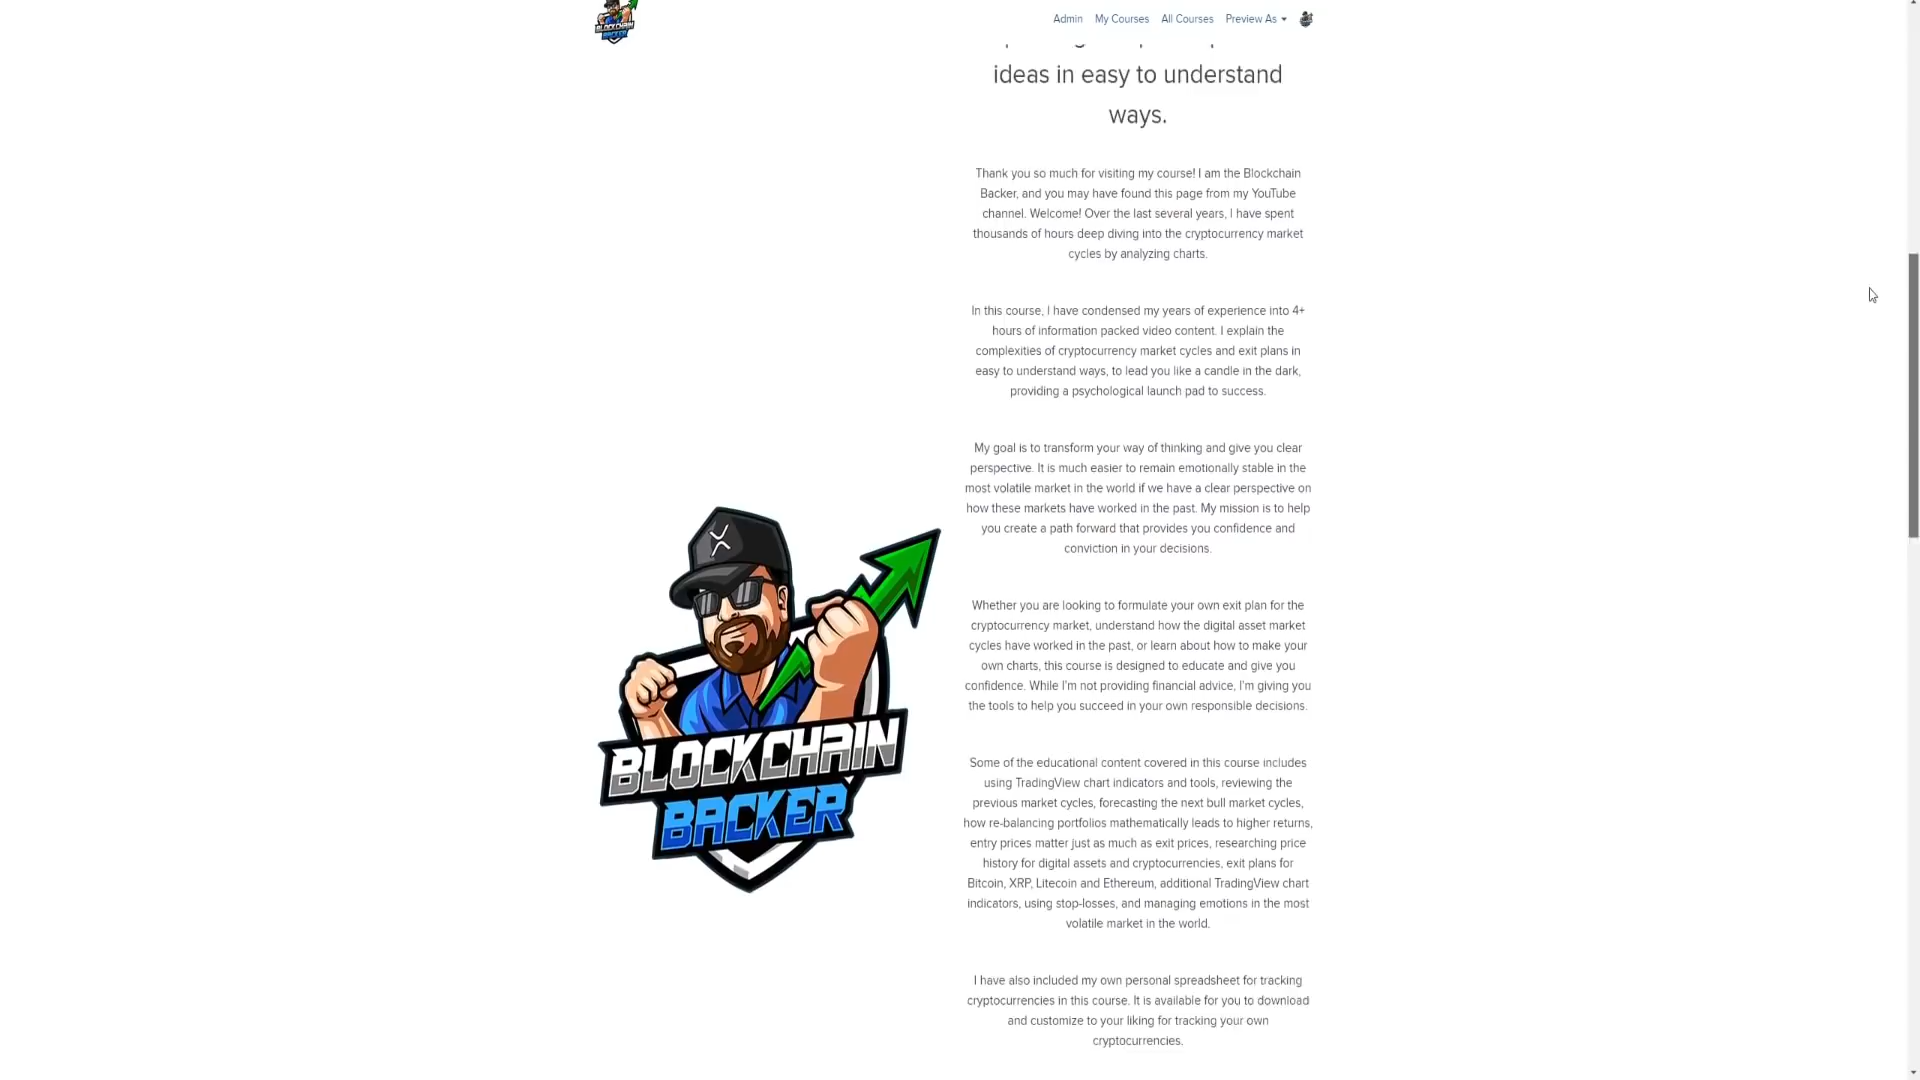 BLOCKCHAIN
BACKER
Admin My Courses All Courses Preview As
ideas in easy to understand
ways.
Thank you so much for visiting my course! I am the Blockchain
Backer, and you may have found this page from my YouTube
channel. Welcome! Over the last several years, I have spent
thousands of hours deep diving into the cryptocurrency market
cycles by analyzing charts.
In this course, I have condensed my years of experience into 4+
hours of information packed video content. I explain the
complexities of cryptocurrency market cycles and exit plans in
easy to understand ways, to lead you like a candle in the dark,
providing a psychological launch pad to success.
My goal is to transform your way of thinking and give you clear
perspective. It is much easier to remain emotionally stable in the
most volatile market in the world if we have a clear perspective on
how these markets have worked in the past. My mission is to help
you create a path forward that provides you confidence and
conviction in your decisions.
Whether you are looking to formulate your own exit plan for the
cryptocurrency market, understand how the digital asset market
cycles have worked in the past, or learn about how to make your
own charts, this course is designed to educate and give you
confidence. While I'm not providing financial advice, I'm giving you
the tools to help you succeed in your own responsible decisions.
BLOCKCHAIN
BACKER
Some of the educational content covered in this course includes
using TradingView chart indicators and tools, reviewing the
previous market cycles, forecasting the next bull market cycles,
how re-balancing portfolios mathematically leads to higher returns,
entry prices matter just as much as exit prices, researching price
history for digital assets and cryptocurrencies, exit plans for
Bitcoin, XRP, Litecoin and Ethereum, additional TradingView chart
indicators, using stop-losses, and managing emotions in the most
volatile market in the world.
I have also included my own personal spreadsheet for tracking
cryptocurrencies in this course. It is available for you to download
and customize to your liking for tracking your own
cryptocurrencies.